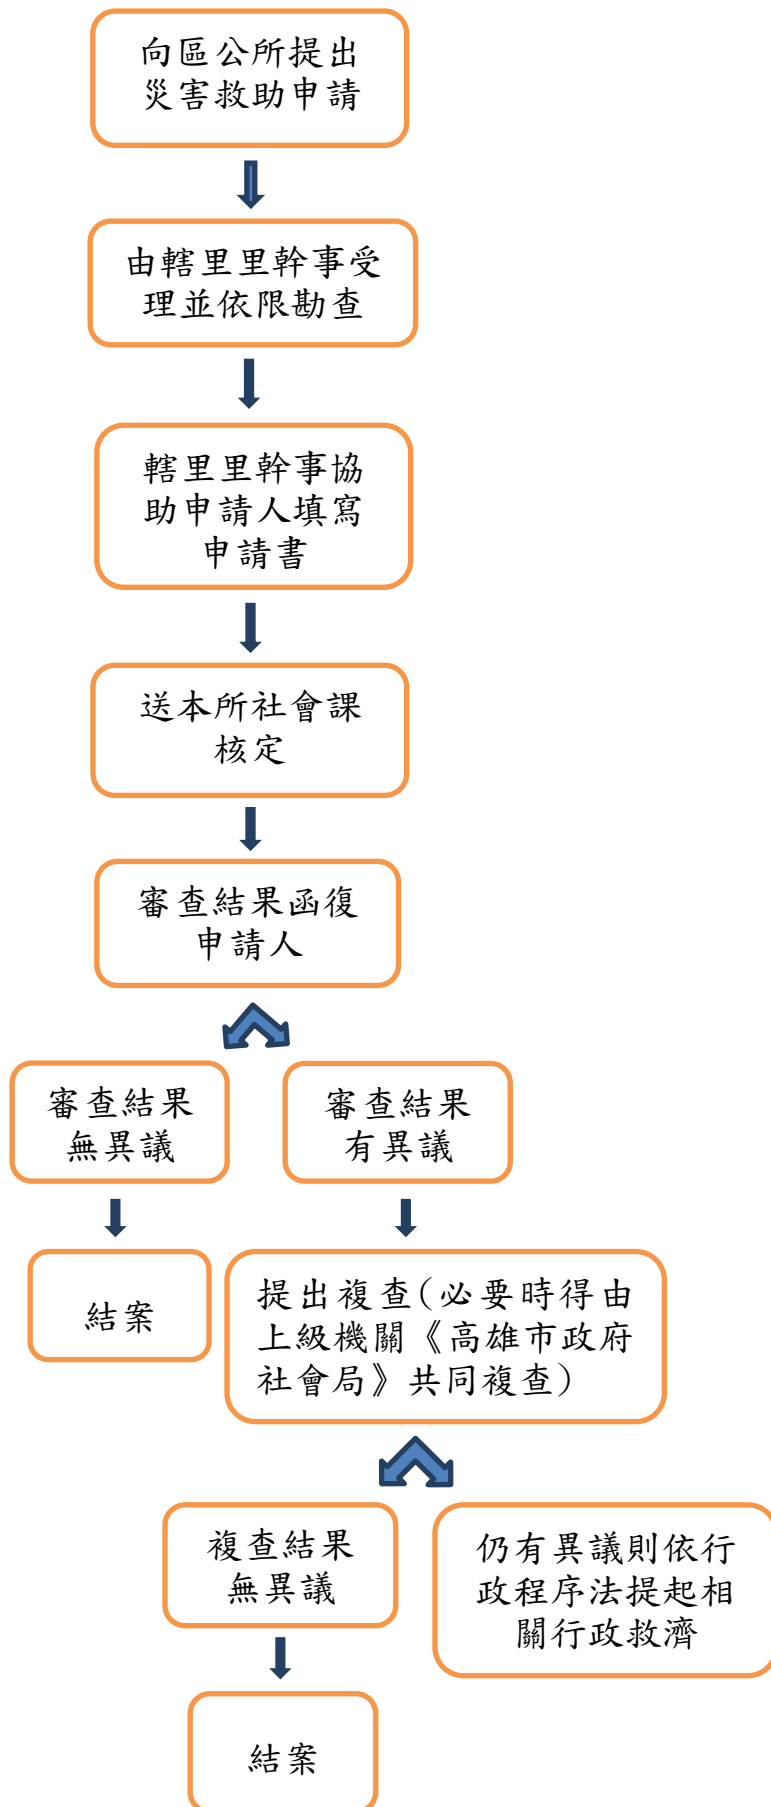 向區公所提出
災害救助申請
由轄里里幹事受
理並依限勘查
轄里里幹事協
助申請人填寫
申請書
送本所社會課
核定
審查結果函復
申請人
審查結果
無異議
審查結果
有異議
結案
提出複查(必要時得由
上級機關《高雄市政府
社會局》共同複查)
複查結果
無異議
仍有異議則依行
政程序法提起相
關行政救濟
結案